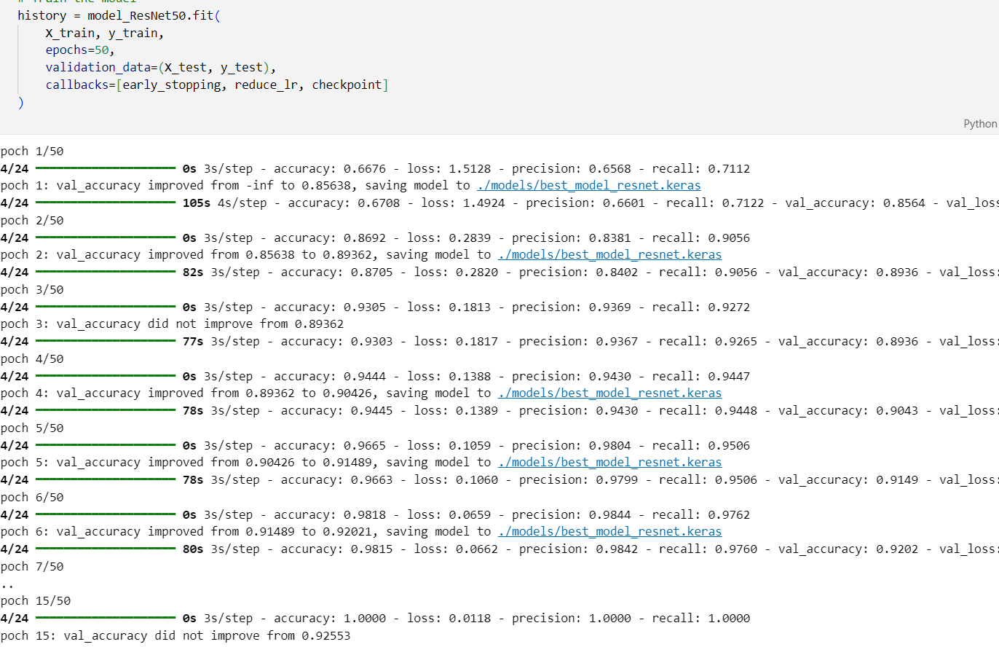 # Train the model
history = model_ResNet50.fit(
    X_train, y_train,
    epochs=50,
    validation_data=(X_test, y_test),
    callbacks=[early_stopping, reduce_lr, checkpoint]
)
Python
poch 1/50
4/24 ━━━━━━━━━━━━━━━━━━━━ 0s 3s/step - accuracy: 0.6676 - loss: 1.5128 - precision: 0.6568 - recall: 0.7112
poch 1: val_accuracy improved from -inf to 0.85638, saving model to ./models/best_model_resnet.keras
4/24 ━━━━━━━━━━━━━━━━━━━━ 105s 4s/step - accuracy: 0.6708 - loss: 1.4924 - precision: 0.6601 - recall: 0.7122 - val_accuracy: 0.8564 - val_loss
poch 2/50
4/24 ━━━━━━━━━━━━━━━━━━━━ 0s 3s/step - accuracy: 0.8692 - loss: 0.2839 - precision: 0.8381 - recall: 0.9056
poch 2: val_accuracy improved from 0.85638 to 0.89362, saving model to ./models/best_model_resnet.keras
4/24 ━━━━━━━━━━━━━━━━━━━━ 82s 3s/step - accuracy: 0.8705 - loss: 0.2820 - precision: 0.8402 - recall: 0.9056 - val_accuracy: 0.8936 - val_loss:
poch 3/50
4/24 ━━━━━━━━━━━━━━━━━━━━ 0s 3s/step - accuracy: 0.9305 - loss: 0.1813 - precision: 0.9369 - recall: 0.9272
poch 3: val_accuracy did not improve from 0.89362
4/24 ━━━━━━━━━━━━━━━━━━━━ 77s 3s/step - accuracy: 0.9303 - loss: 0.1817 - precision: 0.9367 - recall: 0.9265 - val_accuracy: 0.8936 - val_loss:
poch 4/50
4/24 ━━━━━━━━━━━━━━━━━━━━ 0s 3s/step - accuracy: 0.9444 - loss: 0.1388 - precision: 0.9430 - recall: 0.9447
poch 4: val_accuracy improved from 0.89362 to 0.90426, saving model to ./models/best_model_resnet.keras
4/24 ━━━━━━━━━━━━━━━━━━━━ 78s 3s/step - accuracy: 0.9445 - loss: 0.1389 - precision: 0.9430 - recall: 0.9448 - val_accuracy: 0.9043 - val_loss:
poch 5/50
4/24 ━━━━━━━━━━━━━━━━━━━━ 0s 3s/step - accuracy: 0.9665 - loss: 0.1059 - precision: 0.9804 - recall: 0.9506
poch 5: val_accuracy improved from 0.90426 to 0.91489, saving model to ./models/best_model_resnet.keras
4/24 ━━━━━━━━━━━━━━━━━━━━ 78s 3s/step - accuracy: 0.9663 - loss: 0.1060 - precision: 0.9799 - recall: 0.9506 - val_accuracy: 0.9149 - val_loss:
poch 6/50
4/24 ━━━━━━━━━━━━━━━━━━━━ 0s 3s/step - accuracy: 0.9818 - loss: 0.0659 - precision: 0.9844 - recall: 0.9762
poch 6: val_accuracy improved from 0.91489 to 0.92021, saving model to ./models/best_model_resnet.keras
4/24 ━━━━━━━━━━━━━━━━━━━━ 80s 3s/step - accuracy: 0.9815 - loss: 0.0662 - precision: 0.9842 - recall: 0.9760 - val_accuracy: 0.9202 - val_loss:
poch 7/50
..
poch 15/50
4/24 ━━━━━━━━━━━━━━━━━━━━ 0s 3s/step - accuracy: 1.0000 - loss: 0.0118 - precision: 1.0000 - recall: 1.0000
poch 15: val_accuracy did not improve from 0.92553